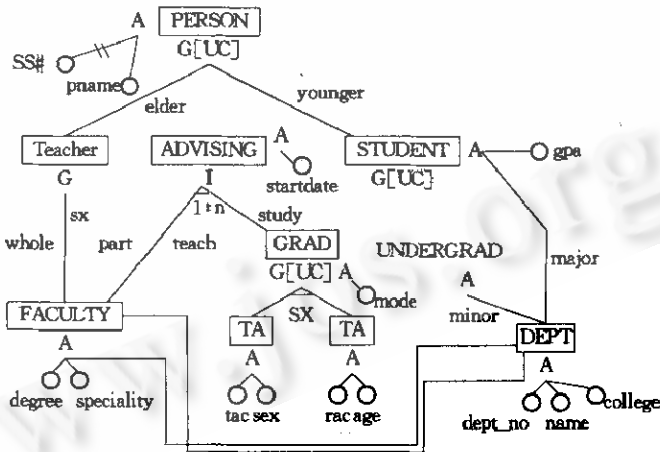 A PERSON
G[UC]
SS#
pname
elder
younger
Teacher
G
ADVISING
A
I
startdate
1:n
STUDENT A
G[UC]
gpa
sx
whole
part
teach
study
GRAD
G[UC] A
mode
UNDERGRAD
A
minor
major
FACULTY
A
degree speciality
TA
SX
TA
A
A
tac sex
rac age
DEPT
A
dept_no name
college